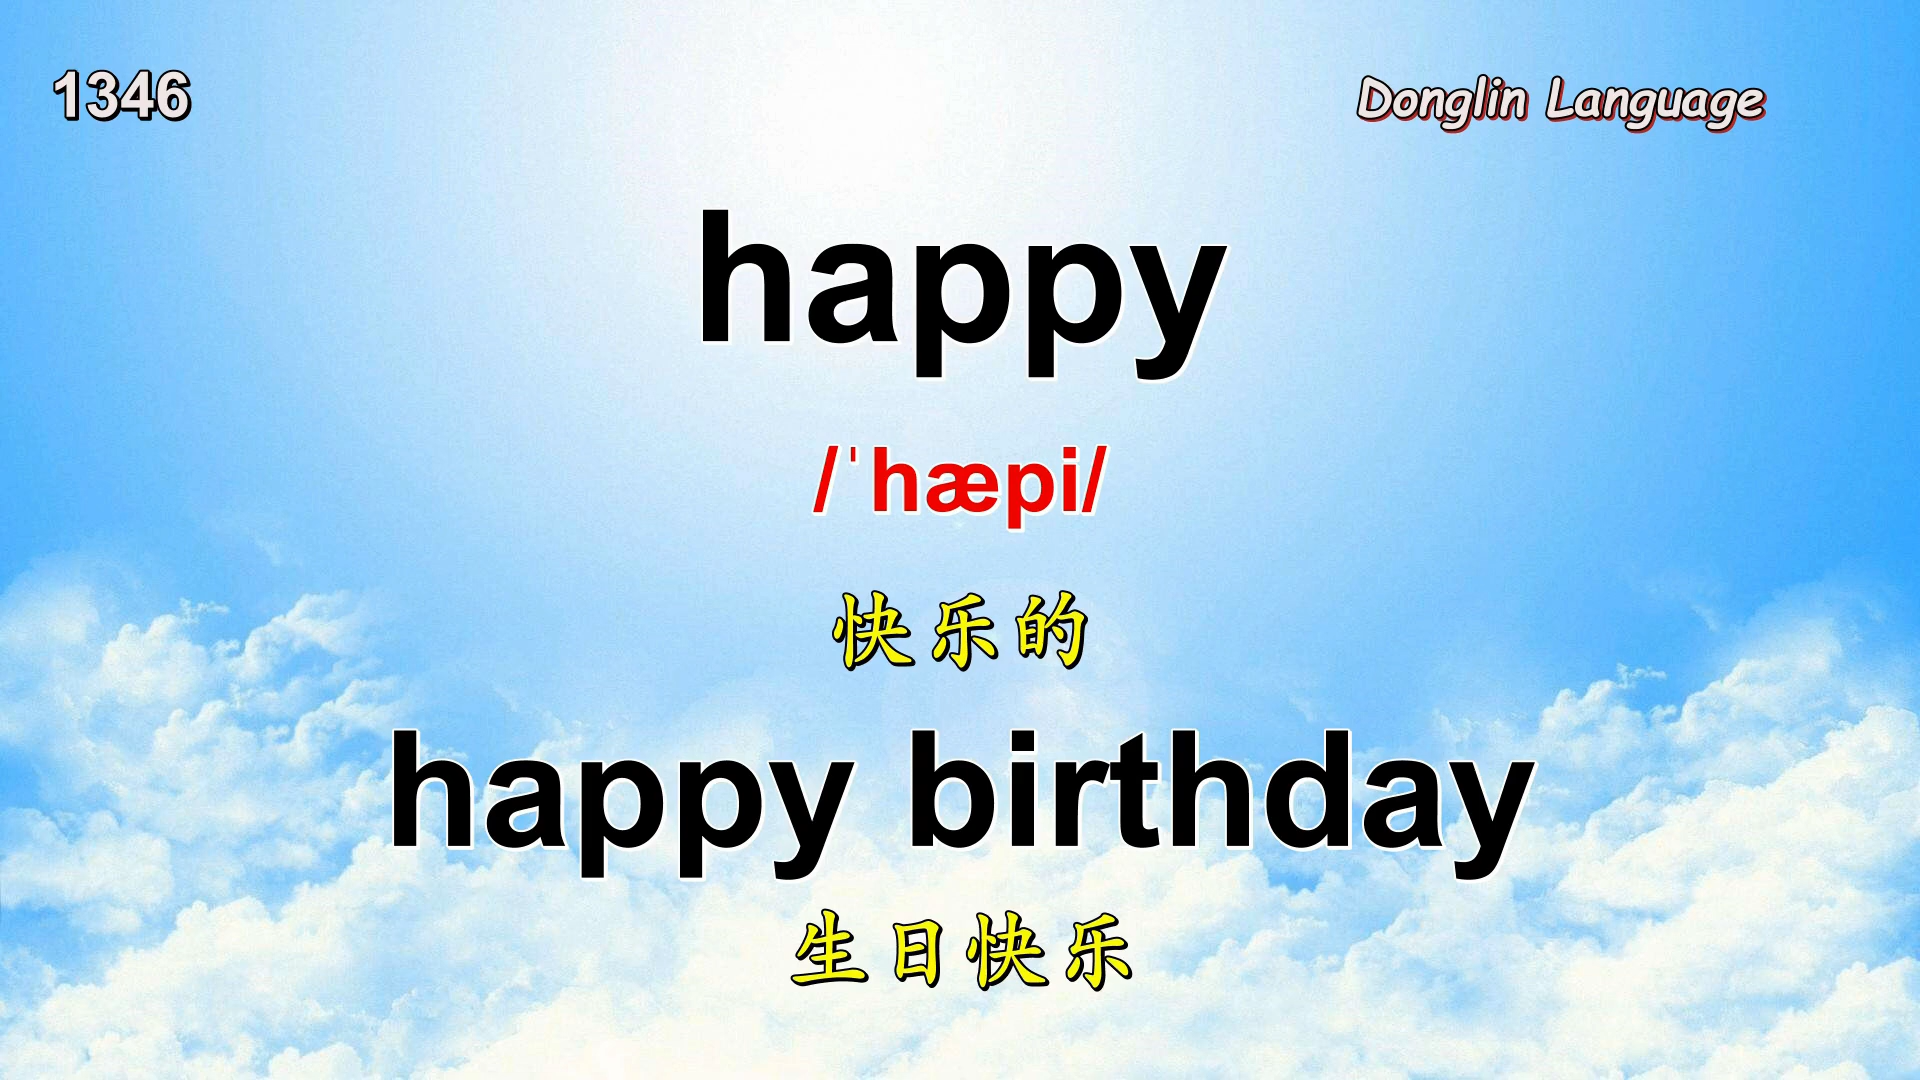 1346
Donglin Language
happy
/ˈhæpi/
快乐的
happy birthday
生日快乐